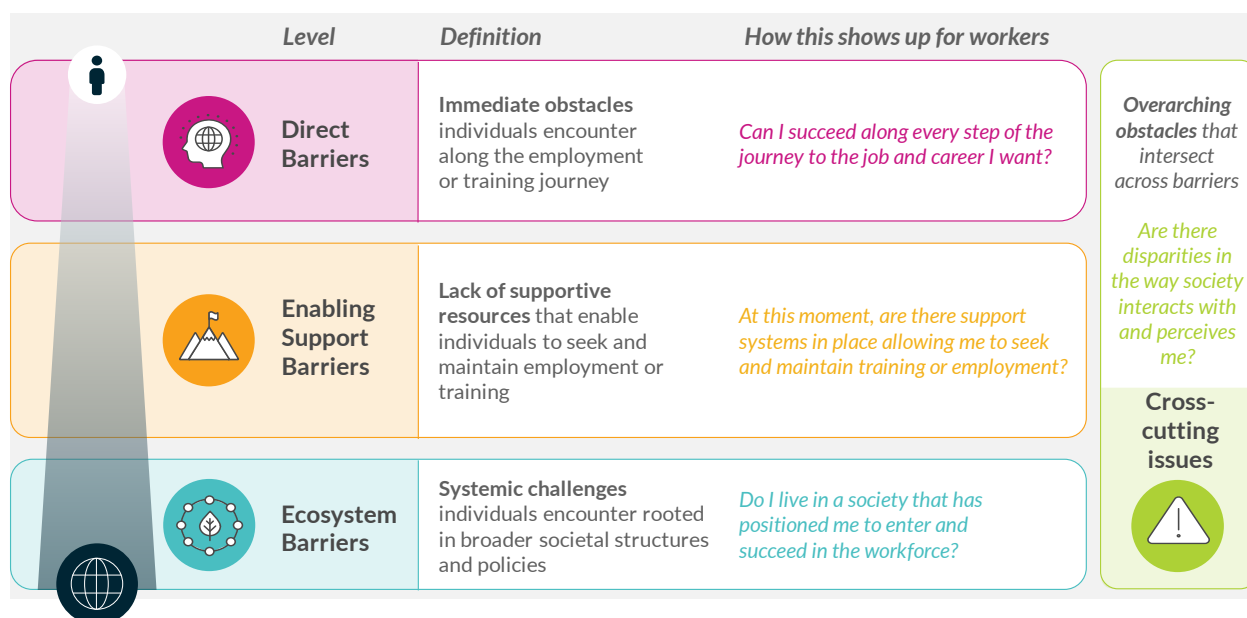 Level
Definition
How this shows up for workers
Direct
Barriers
Immediate obstacles
individuals encounter
along the employment
or training journey
Can I succeed along every step of the
journey to the job and career I want?
Enabling
Support
Barriers
Lack of supportive
resources that enable
individuals to seek and
maintain employment or
training
At this moment, are there support
systems in place allowing me to seek
and maintain training or employment?
Ecosystem
Barriers
Systemic challenges
individuals encounter rooted
in broader societal structures
and policies
Do I live in a society that has
positioned me to enter and
succeed in the workforce?
Overarching
obstacles that
intersect
across barriers
Are there
disparities in
the way society
interacts with
and perceives
me?
Cross-
cutting
issues